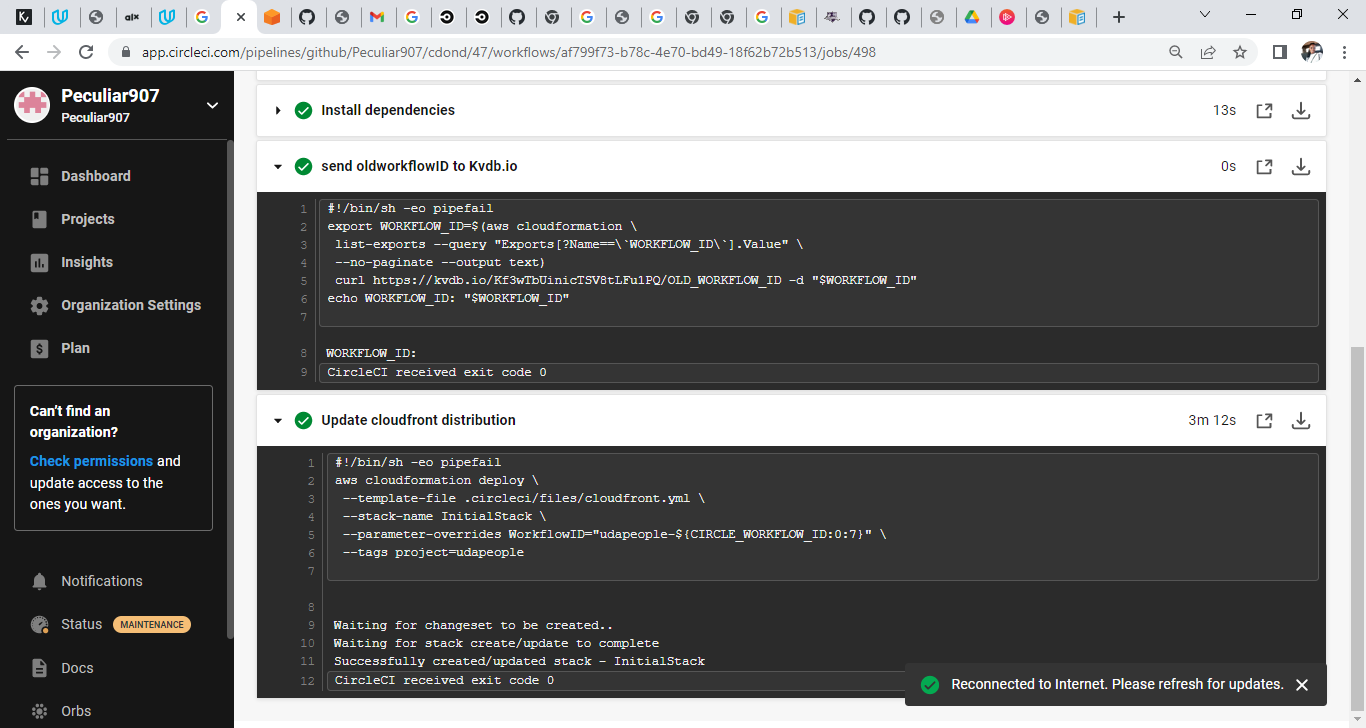 alx
app.circleci.com/pipelines/github/Peculiar907/cdond/47/workflows/af799f73-b78c-4e70-bd49-18f62b72b513/jobs/498
Peculiar907
Peculiar907
Dashboard
Projects
Insights
Organization Settings
Plan
Can't find an
organization?
Check permissions and
update access to the
ones you want.
Notifications
Status MAINTENANCE
Docs
Orbs
Install dependencies 13s
send oldworkflowID to Kvdb.io 0s
1 #!/bin/sh -eo pipefail
2 export WORKFLOW_ID=$(aws cloudformation \
3 list-exports --query "Exports[?Name==\`WORKFLOW_ID\`].Value" \
4 --no-paginate --output text)
5 curl https://kvdb.io/Kf3wTbUinicTSV8tLFu1PQ/OLD_WORKFLOW_ID -d "$WORKFLOW_ID"
6 echo WORKFLOW_ID: "$WORKFLOW_ID"
7
8 WORKFLOW_ID:
9 CircleCI received exit code 0
Update cloudfront distribution 3m 12s
1 #!/bin/sh -eo pipefail
2 aws cloudformation deploy \
3 --template-file .circleci/files/cloudfront.yml \
4 --stack-name InitialStack \
5 --parameter-overrides WorkflowID="udapeople-${CIRCLE_WORKFLOW_ID:0:7}" \
6 --tags project=udapeople
7
8
9 Waiting for changeset to be created..
10 Waiting for stack create/update to complete
11 Successfully created/updated stack - InitialStack
12 CircleCI received exit code 0
Reconnected to Internet. Please refresh for updates.